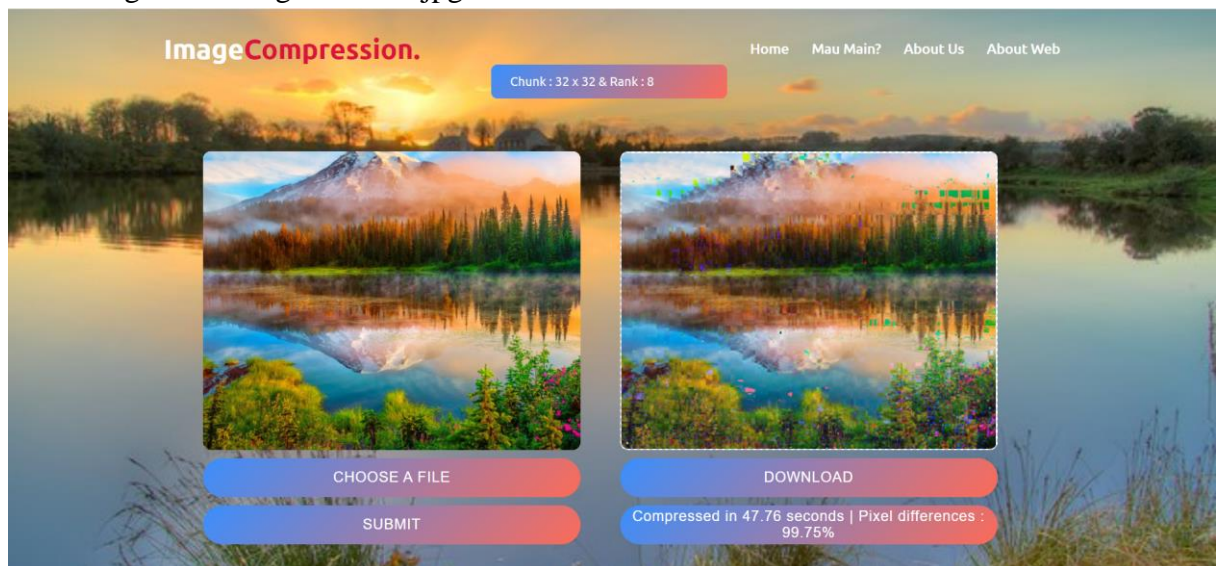 ImageCompression.
Home Mau Main? About Us About Web
Chunk : 32 x 32 & Rank : 8
CHOOSE A FILE
SUBMIT
DOWNLOAD
Compressed in 47.76 seconds | Pixel differences :
99.75%